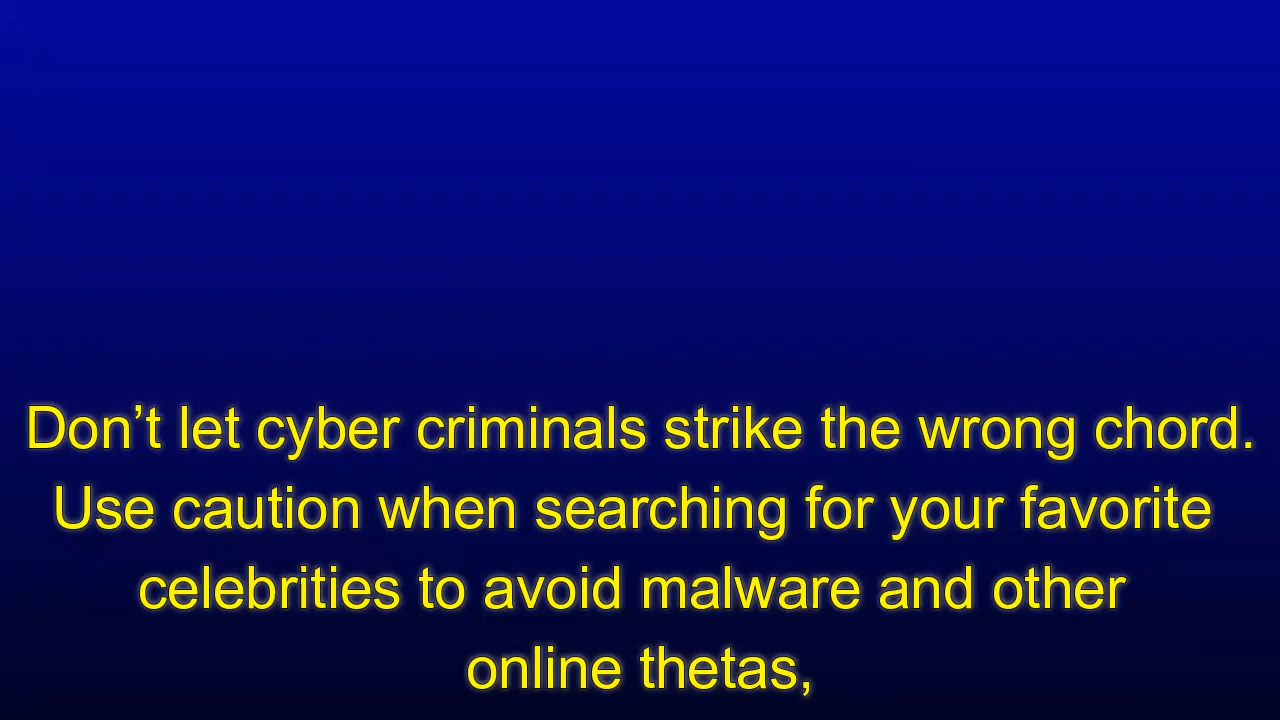 Don’t let cyber criminals strike the wrong chord.
Use caution when searching for your favorite
celebrities to avoid malware and other
online thetas,